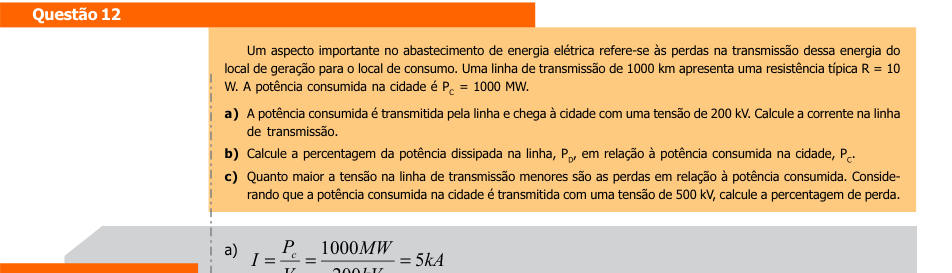 Questão 12
Um aspecto importante no abastecimento de energia elétrica refere-se às perdas na transmissão dessa energia do
local de geração para o local de consumo. Uma linha de transmissão de 1000 km apresenta uma resistência típica R = 10
W. A potência consumida na cidade é P_C = 1000 MW.
a) A potência consumida é transmitida pela linha e chega à cidade com uma tensão de 200 kV. Calcule a corrente na linha
de transmissão.
b) Calcule a percentagem da potência dissipada na linha, P_D, em relação à potência consumida na cidade, P_C.
c) Quanto maior a tensão na linha de transmissão menores são as perdas em relação à potência consumida. Conside-
rando que a potência consumida na cidade é transmitida com uma tensão de 500 kV, calcule a percentagem de perda.
a) I = P_c / V = 1000MW / 200kV = 5kA